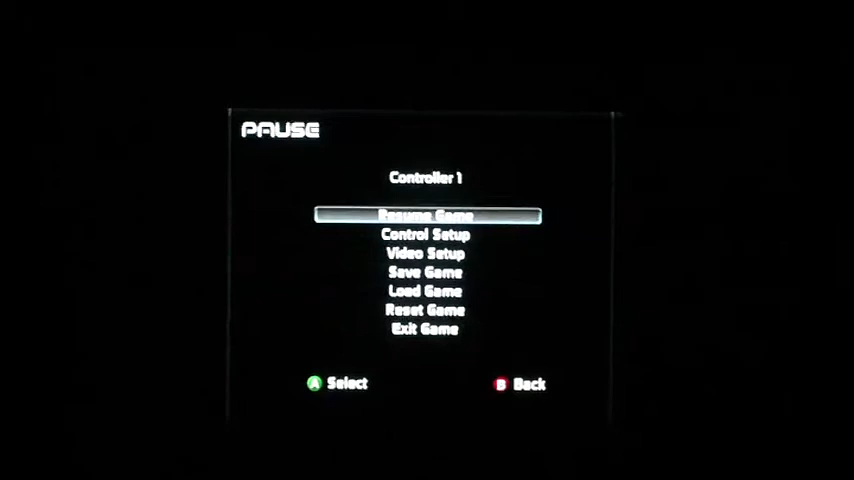 PAUSE
Controller 1
Resume Game
Control Setup
Video Setup
Save Game
Load Game
Reset Game
Exit Game
A Select
B Back